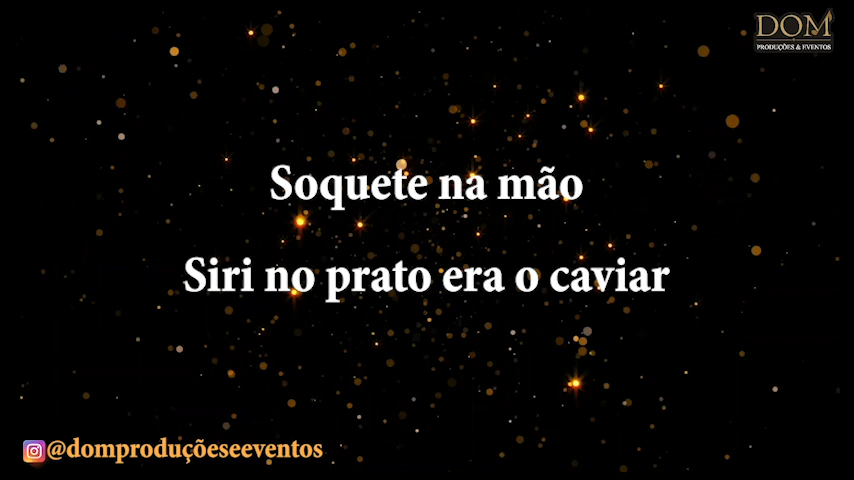 DOM
PRODUÇÕES & EVENTOS
Soquete na mão
Siri no prato era o caviar
@domproduçõeseeventos